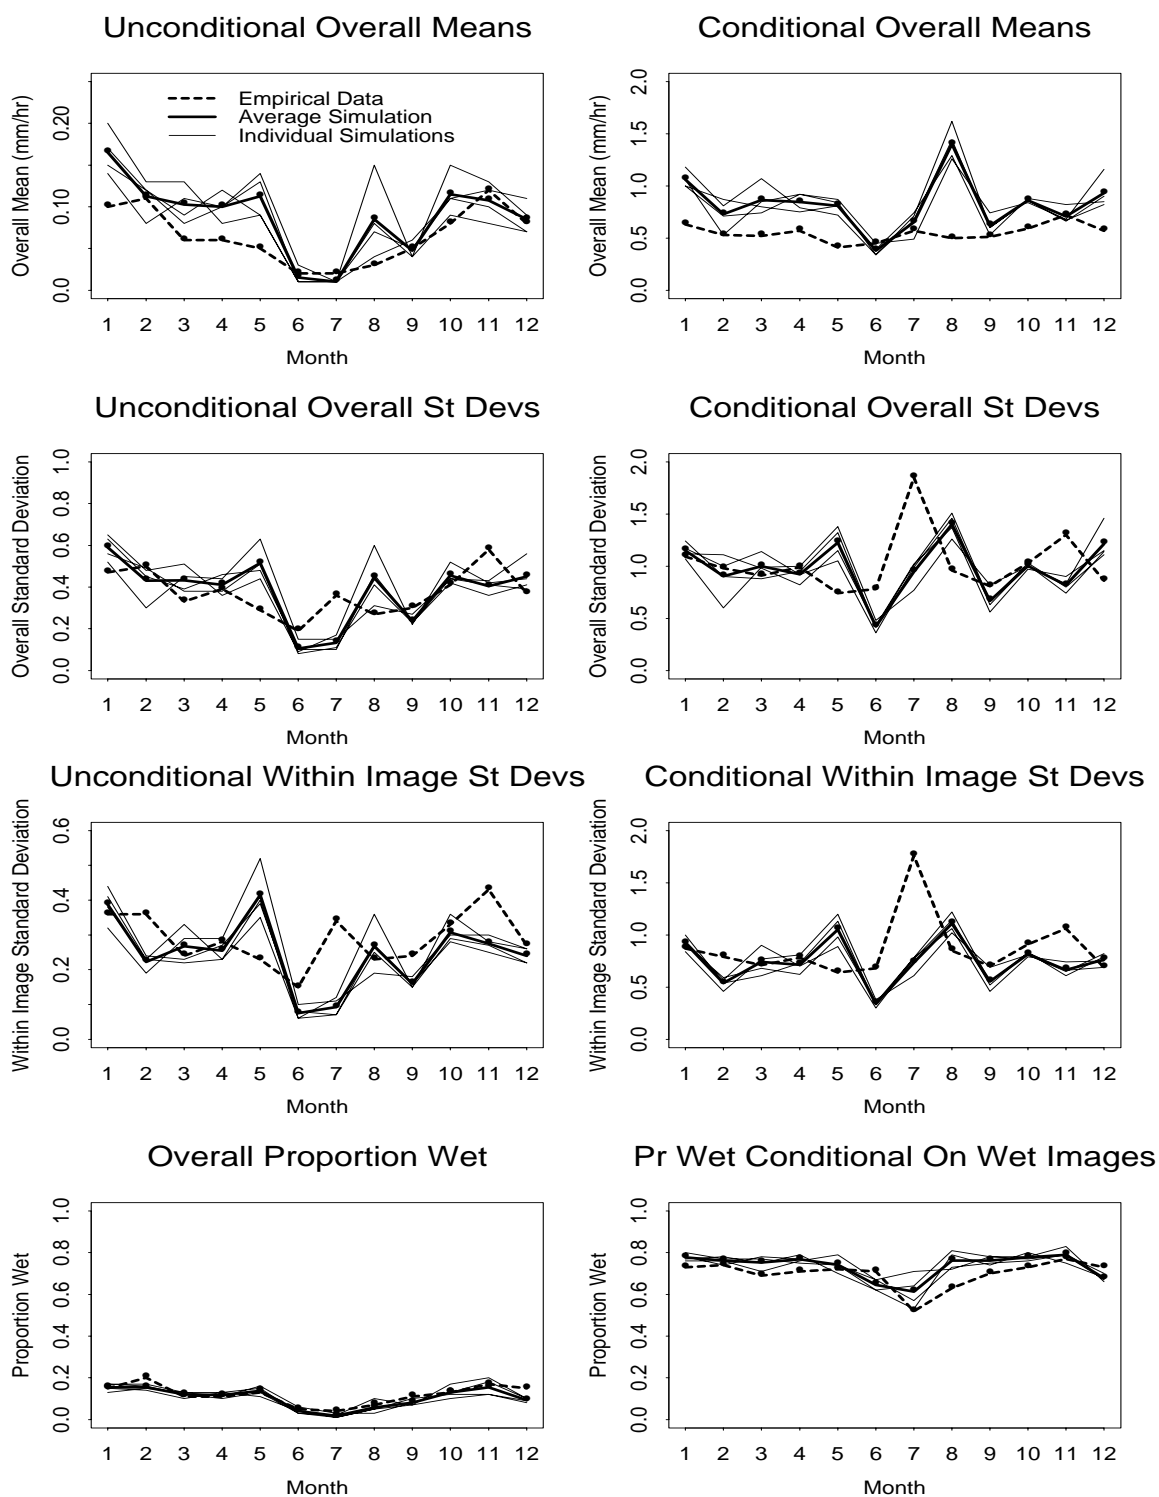 Unconditional Overall Means
Overall Mean (mm/hr)
0.0 0.10 0.20
Empirical Data
Average Simulation
Individual Simulations
1 2 3 4 5 6 7 8 9 10 11 12
Month
Conditional Overall Means
Overall Mean (mm/hr)
0.0 0.5 1.0 1.5 2.0
1 2 3 4 5 6 7 8 9 10 11 12
Month
Unconditional Overall St Devs
Overall Standard Deviation
0.0 0.2 0.4 0.6 0.8 1.0
1 2 3 4 5 6 7 8 9 10 11 12
Month
Conditional Overall St Devs
Overall Standard Deviation
0.0 0.5 1.0 1.5 2.0
1 2 3 4 5 6 7 8 9 10 11 12
Month
Unconditional Within Image St Devs
Within Image Standard Deviation
0.0 0.2 0.4 0.6
1 2 3 4 5 6 7 8 9 10 11 12
Month
Conditional Within Image St Devs
Within Image Standard Deviation
0.0 0.5 1.0 1.5 2.0
1 2 3 4 5 6 7 8 9 10 11 12
Month
Overall Proportion Wet
Proportion Wet
0.0 0.2 0.4 0.6 0.8 1.0
1 2 3 4 5 6 7 8 9 10 11 12
Month
Pr Wet Conditional On Wet Images
Proportion Wet
0.0 0.2 0.4 0.6 0.8 1.0
1 2 3 4 5 6 7 8 9 10 11 12
Month